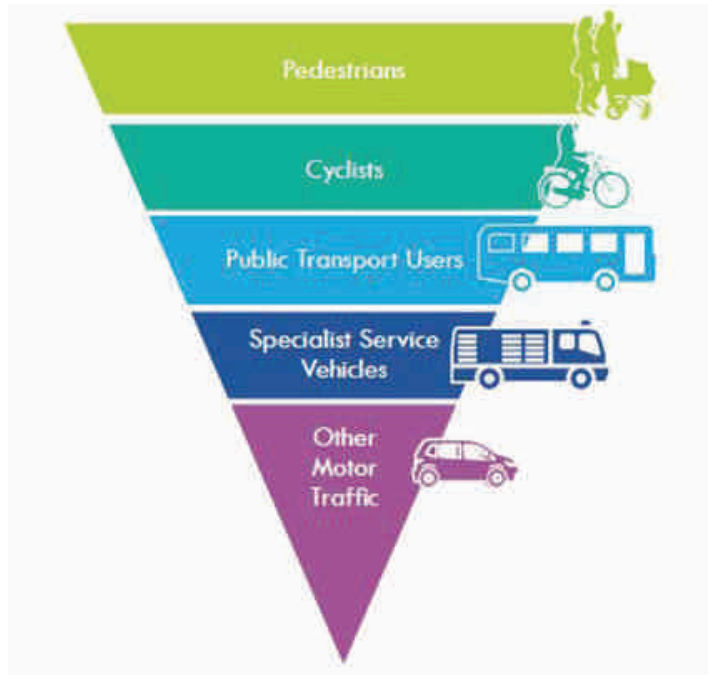 Pedestrians
Cyclists
Public Transport Users
Specialist Service
Vehicles
Other
Motor
Traffic